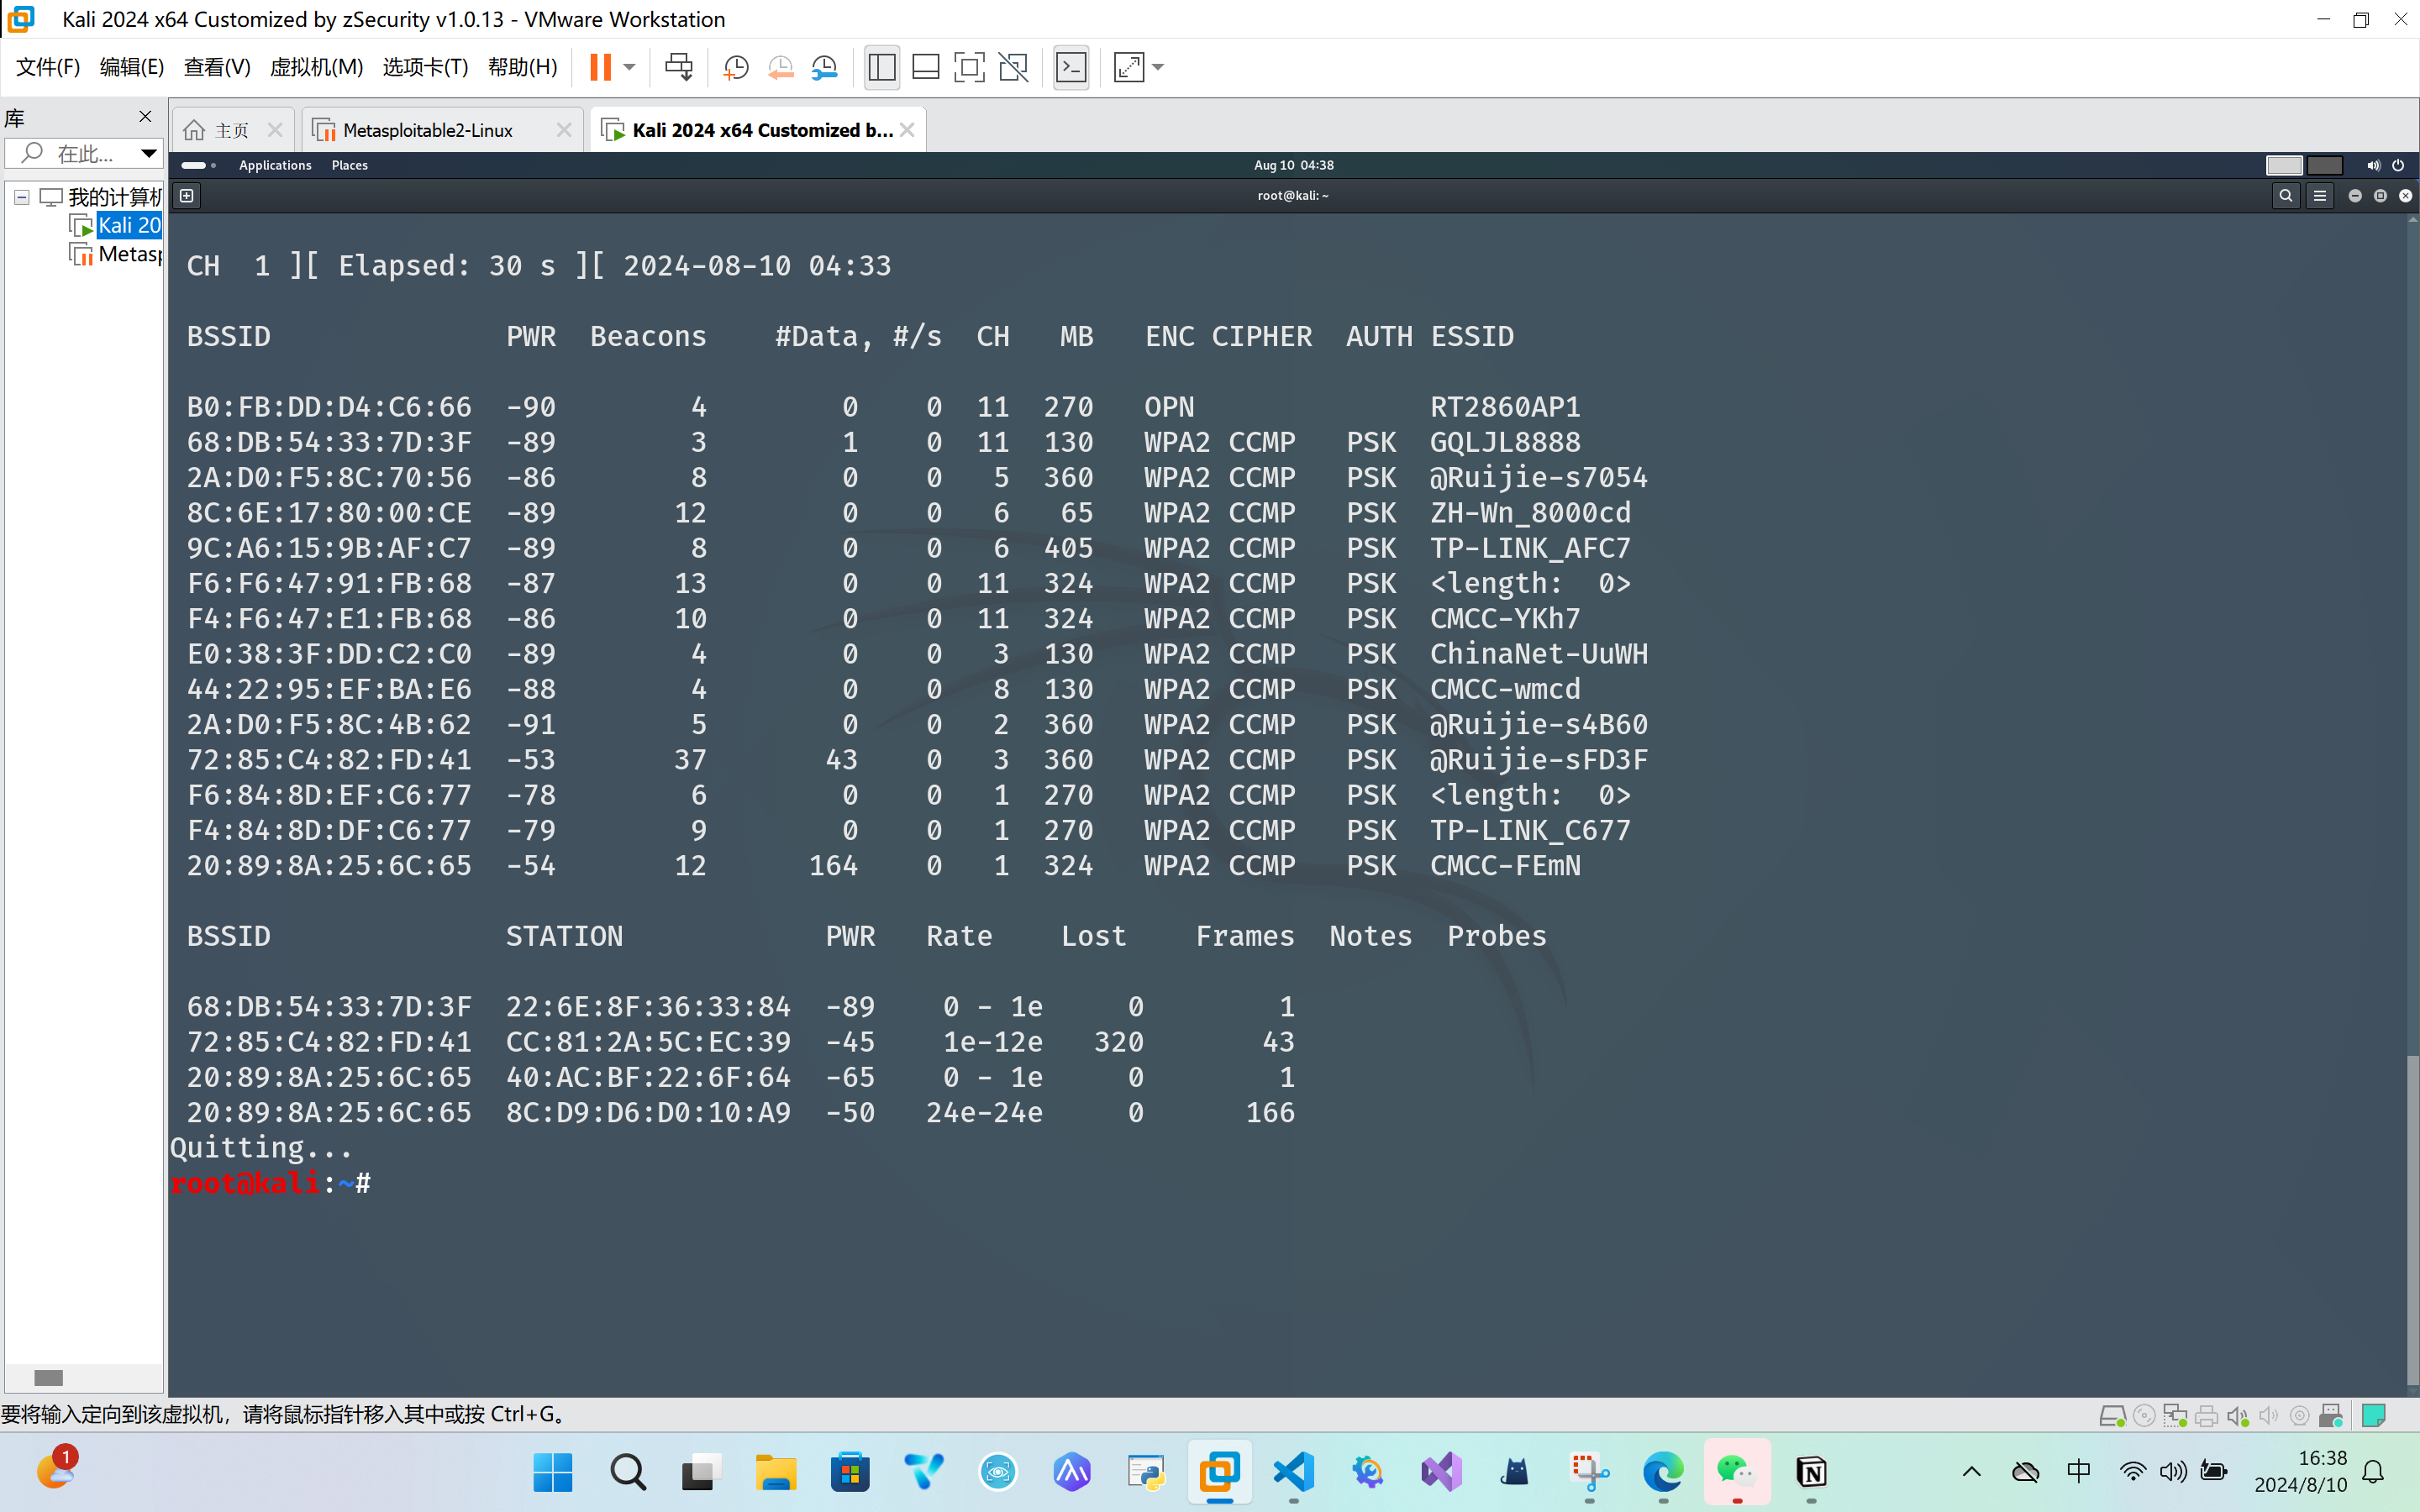 Kali 2024 x64 Customized by zSecurity v1.0.13 - VMware Workstation
文件(F) 编辑(E) 查看(V) 虚拟机(M) 选项卡(T) 帮助(H)
库
主页 Metasploitable2-Linux Kali 2024 x64 Customized b...
在此...
Applications Places Aug 10 04:38
我的计算机
root@kali: ~
Kali 20
Metasp
CH 1 ][ Elapsed: 30 s ][ 2024-08-10 04:33
BSSID PWR Beacons #Data, #/s CH MB ENC CIPHER AUTH ESSID
B0:FB:DD:D4:C6:66 -90 4 0 0 11 270 OPN RT2860AP1
68:DB:54:33:7D:3F -89 3 1 0 11 130 WPA2 CCMP PSK GQLJL8888
2A:D0:F5:8C:70:56 -86 8 0 0 5 360 WPA2 CCMP PSK @Ruijie-s7054
8C:6E:17:80:00:CE -89 12 0 0 6 65 WPA2 CCMP PSK ZH-Wn_8000cd
9C:A6:15:9B:AF:C7 -89 8 0 0 6 405 WPA2 CCMP PSK TP-LINK_AFC7
F6:F6:47:91:FB:68 -87 13 0 0 11 324 WPA2 CCMP PSK <length: 0>
F4:F6:47:E1:FB:68 -86 10 0 0 11 324 WPA2 CCMP PSK CMCC-YKh7
E0:38:3F:DD:C2:C0 -89 4 0 0 3 130 WPA2 CCMP PSK ChinaNet-UuWH
44:22:95:EF:BA:E6 -88 4 0 0 8 130 WPA2 CCMP PSK CMCC-wmcd
2A:D0:F5:8C:4B:62 -91 5 0 0 2 360 WPA2 CCMP PSK @Ruijie-s4B60
72:85:C4:82:FD:41 -53 37 43 0 3 360 WPA2 CCMP PSK @Ruijie-sFD3F
F6:84:8D:EF:C6:77 -78 6 0 0 1 270 WPA2 CCMP PSK <length: 0>
F4:84:8D:DF:C6:77 -79 9 0 0 1 270 WPA2 CCMP PSK TP-LINK_C677
20:89:8A:25:6C:65 -54 12 164 0 1 324 WPA2 CCMP PSK CMCC-FEmN
BSSID STATION PWR Rate Lost Frames Notes Probes
68:DB:54:33:7D:3F 22:6E:8F:36:33:84 -89 0 - 1e 0 1
72:85:C4:82:FD:41 CC:81:2A:5C:EC:39 -45 1e-12e 320 43
20:89:8A:25:6C:65 40:AC:BF:22:6F:64 -65 0 - 1e 0 1
20:89:8A:25:6C:65 8C:D9:D6:D0:10:A9 -50 24e-24e 0 166
Quitting...
root@kali:~#
要将输入定向到该虚拟机，请将鼠标指针移入其中或按 Ctrl+G。
1
中
16:38
2024/8/10